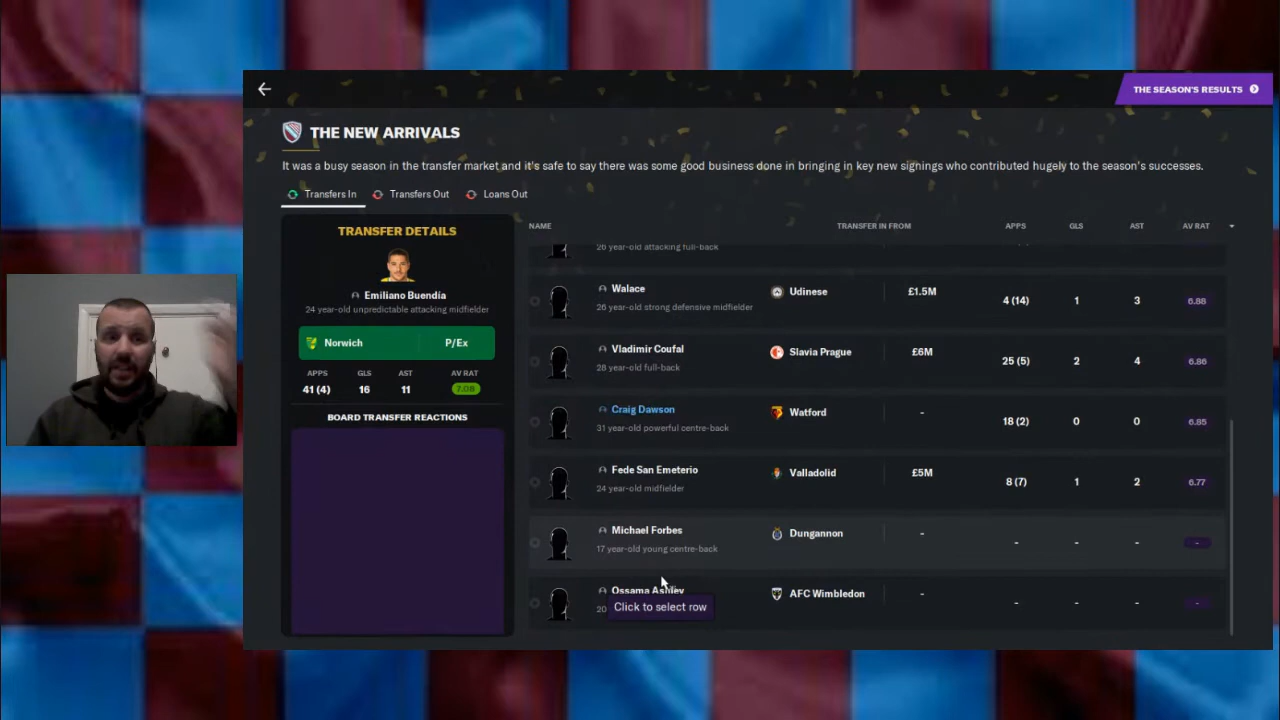 THE SEASON'S RESULTS
THE NEW ARRIVALS
It was a busy season in the transfer market and it's safe to say there was some good business done in bringing in key new signings who contributed hugely to the season's successes.
Transfers In Transfers Out Loans Out
TRANSFER DETAILS
Emiliano Buendía
24 year-old unpredictable attacking midfielder
Norwich P/Ex
APPS GLS AST AV RAT
41 (4) 16 11 7.08
BOARD TRANSFER REACTIONS
NAME TRANSFER IN FROM APPS GLS AST AV RAT
26 year-old attacking full-back
Walace Udinese £1.5M 4 (14) 1 3 6.88
26 year-old strong defensive midfielder
Vladimir Coufal Slavia Prague £6M 25 (5) 2 4 6.86
28 year-old full-back
Craig Dawson Watford - 18 (2) 0 0 6.85
31 year-old powerful centre-back
Fede San Emeterio Valladolid £5M 8 (7) 1 2 6.77
24 year-old midfielder
Michael Forbes Dungannon - - - - -
17 year-old young centre-back
Ossama Ashley AFC Wimbledon - - - - -
20
Click to select row